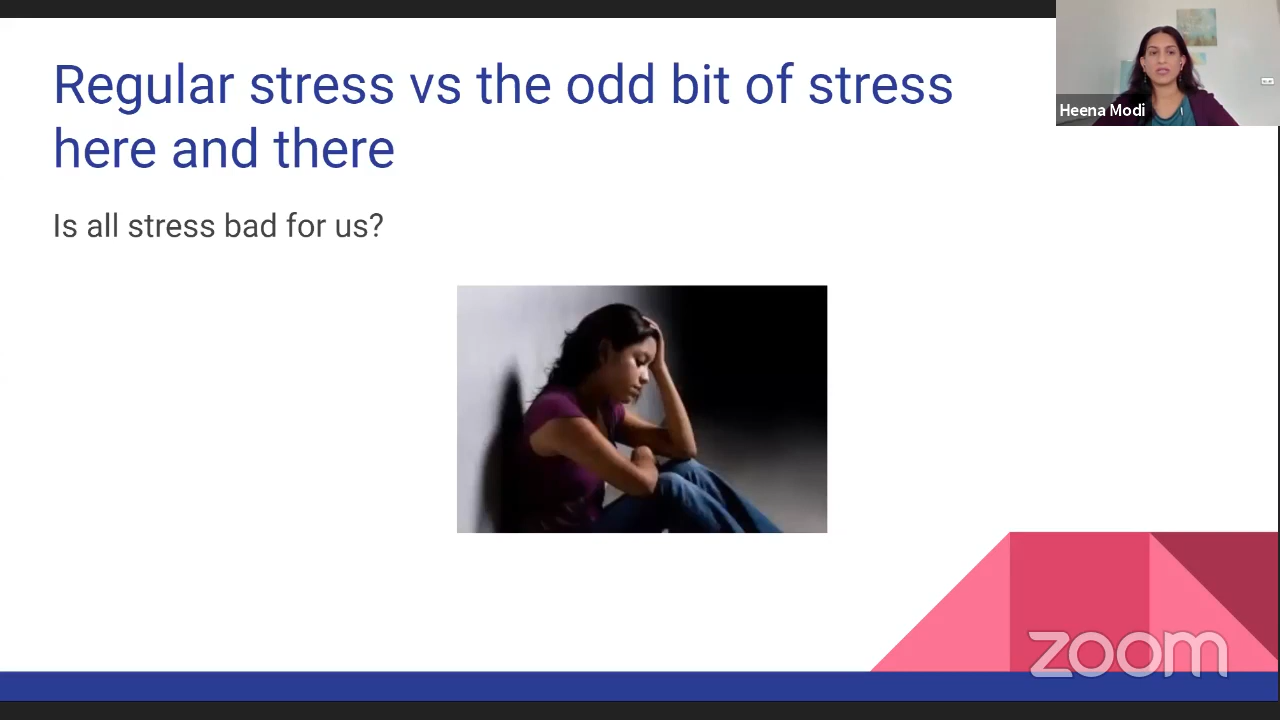 Regular stress vs the odd bit of stress
here and there
Is all stress bad for us?
Heena Modi
zoom